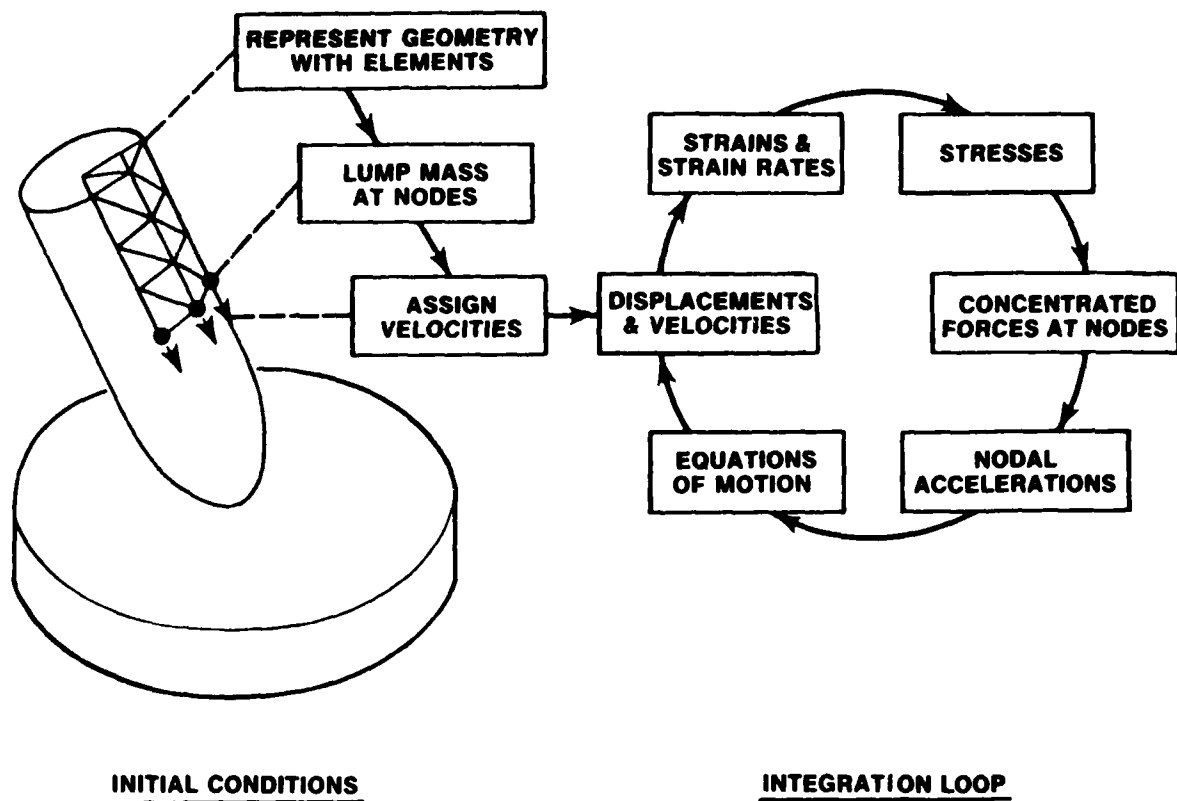 REPRESENT GEOMETRY
WITH ELEMENTS
LUMP MASS
AT NODES
ASSIGN
VELOCITIES
STRAINS &
STRAIN RATES
STRESSES
DISPLACEMENTS
& VELOCITIES
CONCENTRATED
FORCES AT NODES
EQUATIONS
OF MOTION
NODAL
ACCELERATIONS
INITIAL CONDITIONS
INTEGRATION LOOP